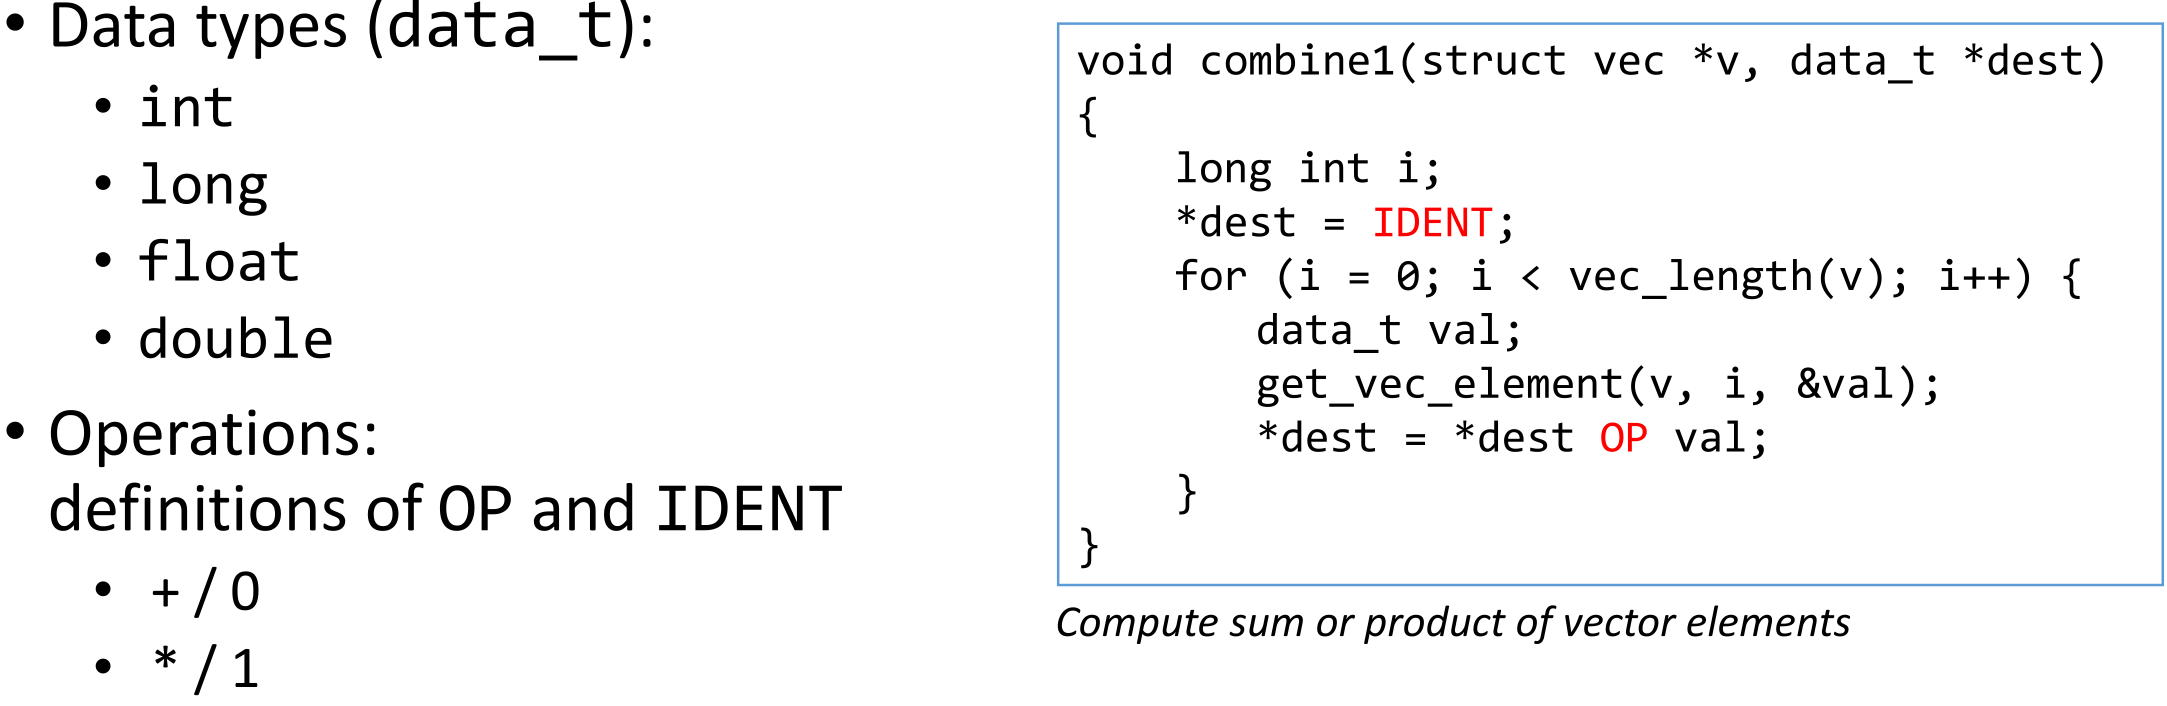 • Data types (data_t):
• int
• long
• float
• double
• Operations:
definitions of OP and IDENT
• + / 0
• * / 1
void combine1(struct vec *v, data_t *dest)
{
    long int i;
    *dest = IDENT;
    for (i = 0; i < vec_length(v); i++) {
        data_t val;
        get_vec_element(v, i, &val);
        *dest = *dest OP val;
    }
}
Compute sum or product of vector elements